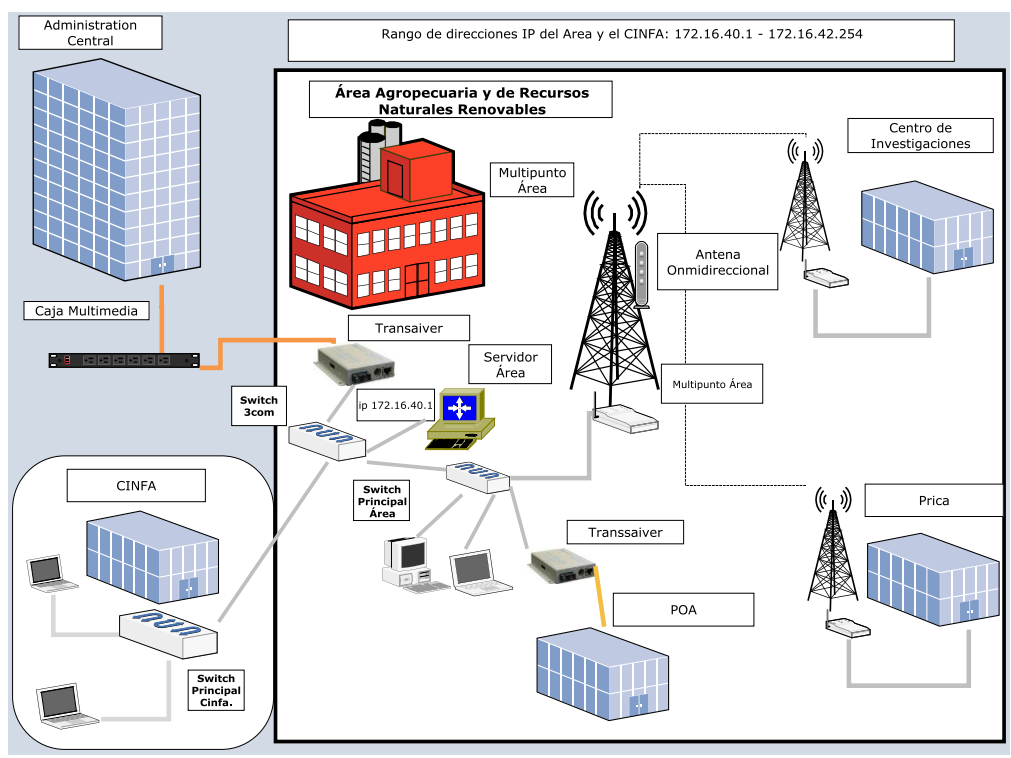 Administration
Central
Rango de direcciones IP del Area y el CINFA: 172.16.40.1 - 172.16.42.254
Área Agropecuaria y de Recursos
Naturales Renovables
Centro de
Investigaciones
Multipunto
Área
Antena
Onmidireccional
Caja Multimedia
Transaiver
Servidor
Área
Multipunto Área
Switch
3com
ip 172.16.40.1
CINFA
Switch
Principal
Área
Prica
Transsaiver
POA
Switch
Principal
Cinfa.